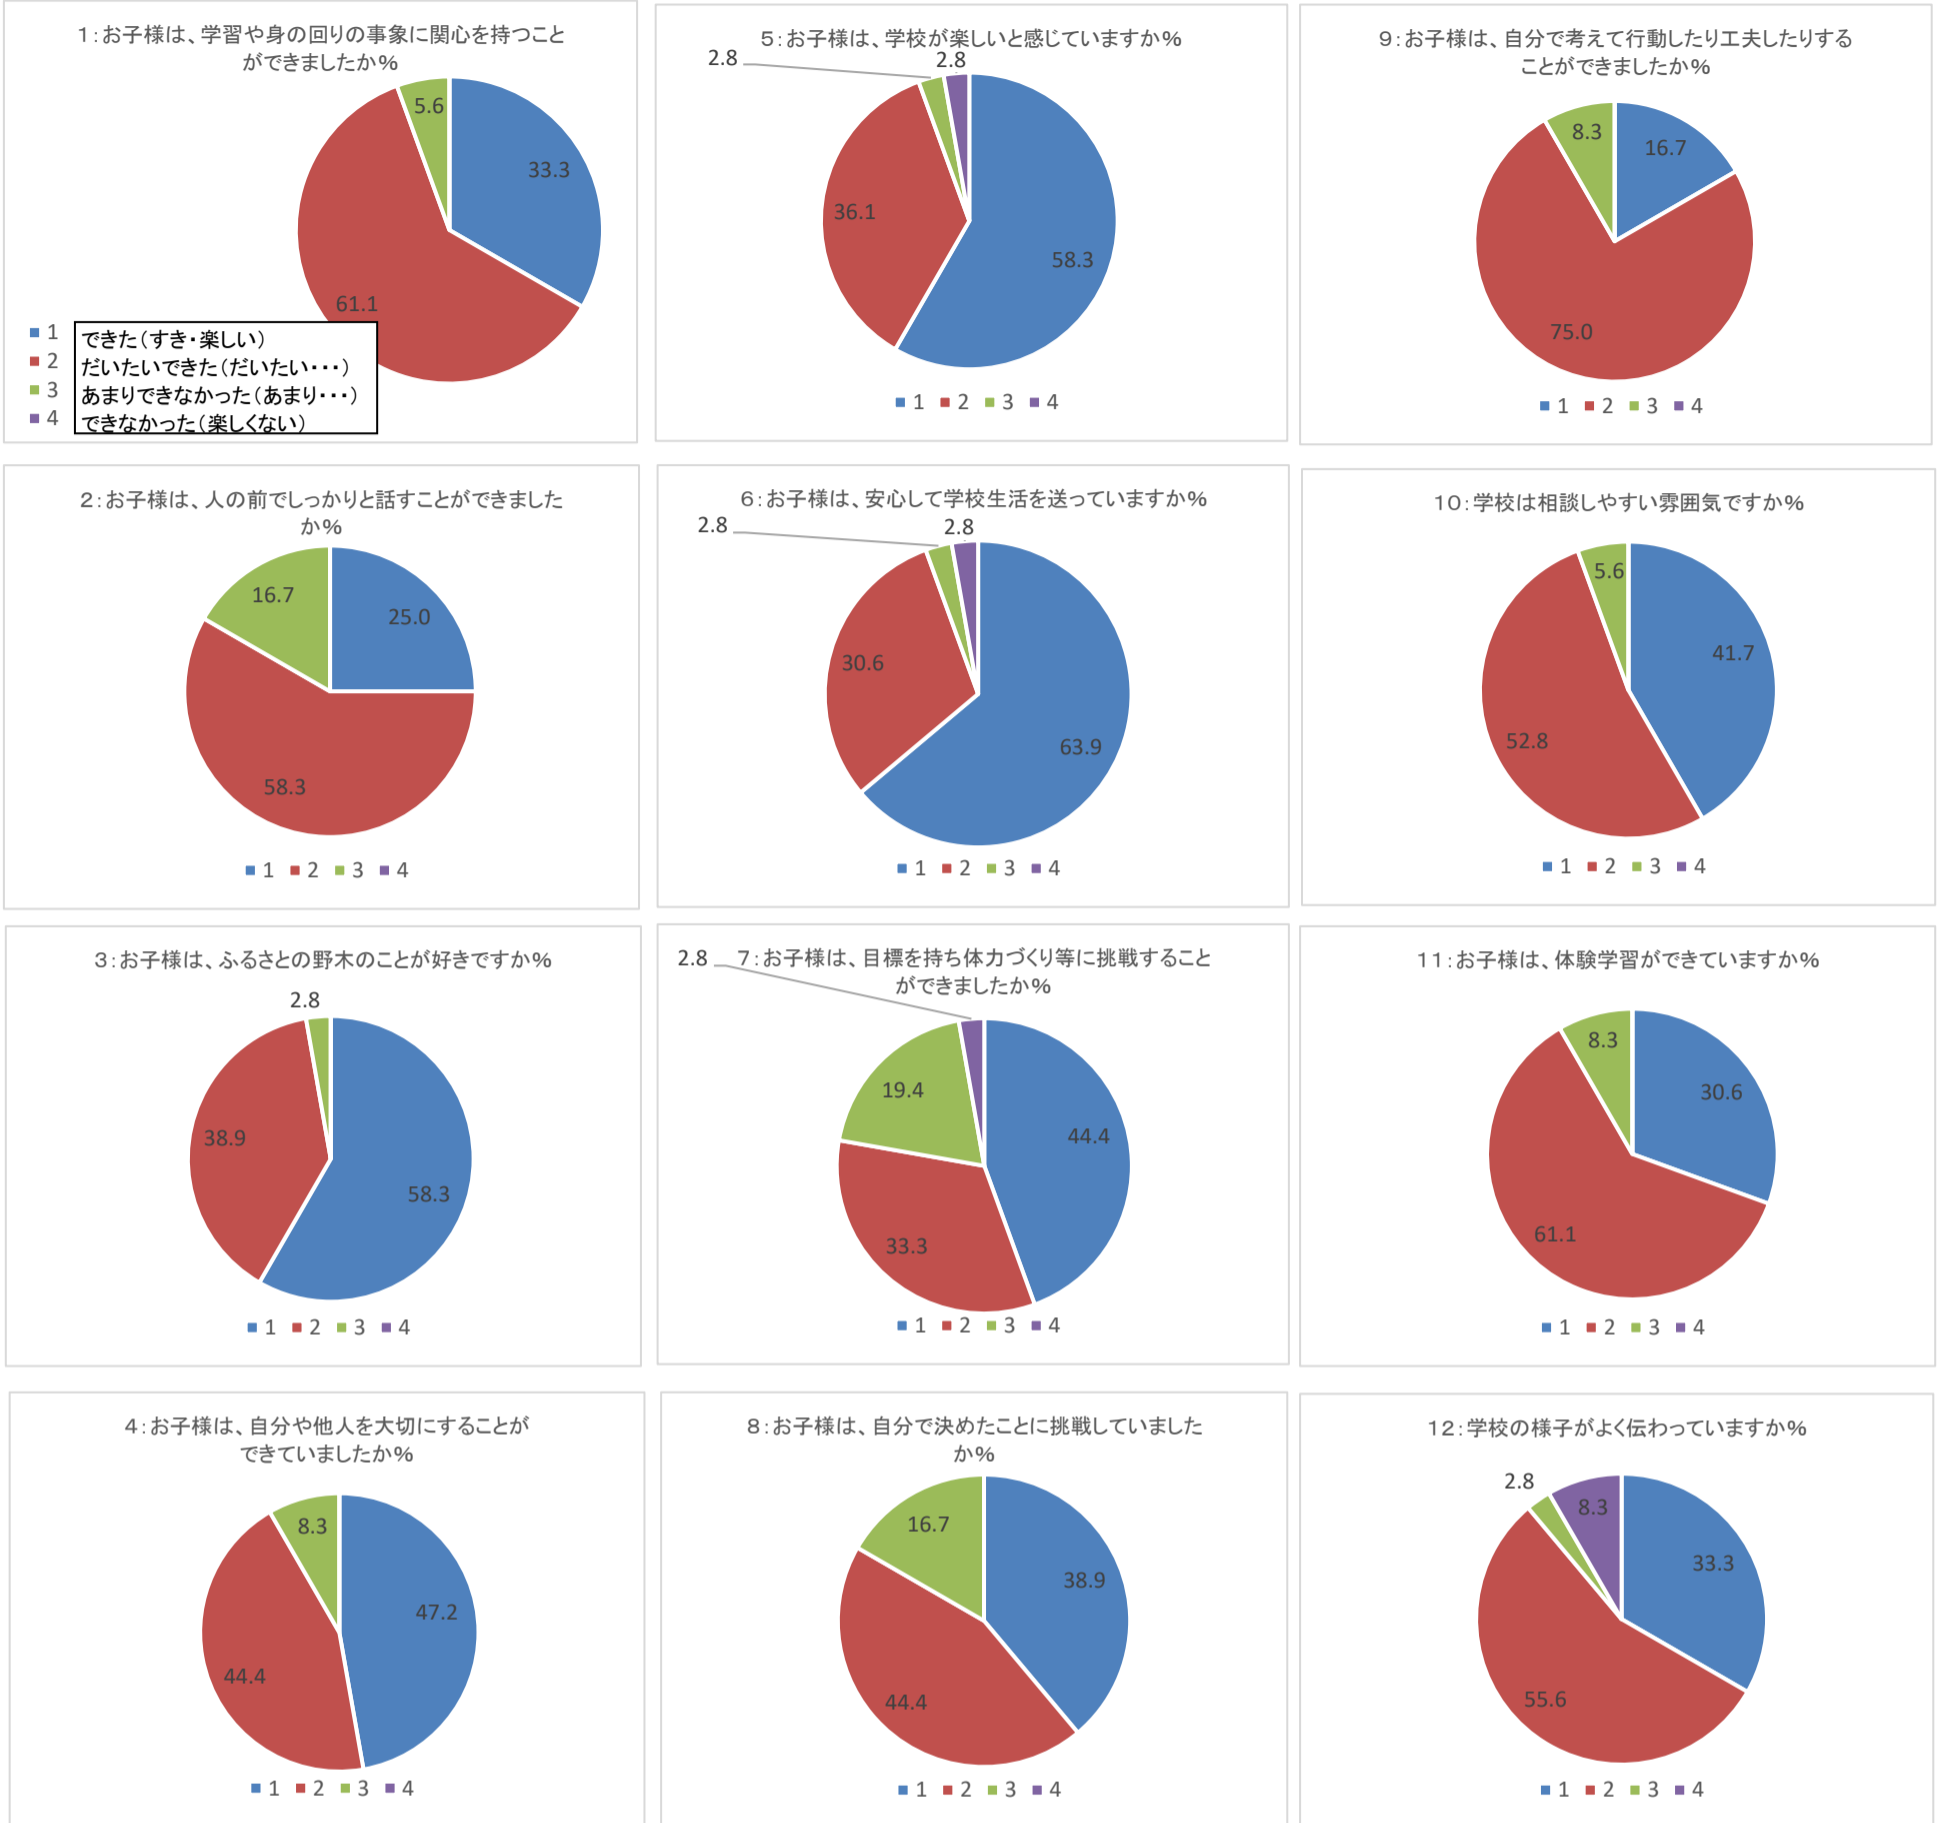 1:お子様は、学習や身の回りの事象に関心を持つこと
ができましたか%
5.6
33.3
61.1
1 できた(すき・楽しい)
2 だいたいできた(だいたい・・・)
3 あまりできなかった(あまり・・・)
4 できなかった(楽しくない)
5:お子様は、学校が楽しいと感じていますか%
2.8
2.8
36.1
58.3
1 2 3 4
9:お子様は、自分で考えて行動したり工夫したりする
ことができましたか%
8.3
16.7
75.0
1 2 3 4
2:お子様は、人の前でしっかりと話すことができました
か%
16.7
25.0
58.3
1 2 3 4
6:お子様は、安心して学校生活を送っていますか%
2.8
2.8
30.6
63.9
1 2 3 4
10:学校は相談しやすい雰囲気ですか%
5.6
41.7
52.8
1 2 3 4
3:お子様は、ふるさとの野木のことが好きですか%
2.8
38.9
58.3
1 2 3 4
2.8
7:お子様は、目標を持ち体力づくり等に挑戦すること
ができましたか%
19.4
44.4
33.3
1 2 3 4
11:お子様は、体験学習ができていますか%
8.3
30.6
61.1
1 2 3 4
4:お子様は、自分や他人を大切にすることが
できていましたか%
8.3
47.2
44.4
1 2 3 4
8:お子様は、自分で決めたことに挑戦していました
か%
16.7
38.9
44.4
1 2 3 4
12:学校の様子がよく伝わっていますか%
2.8
8.3
33.3
55.6
1 2 3 4